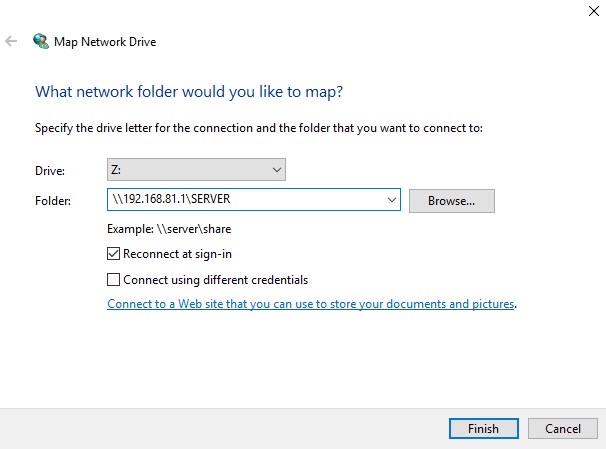 Map Network Drive
What network folder would you like to map?
Specify the drive letter for the connection and the folder that you want to connect to:
Drive: Z:
Folder: \\192.168.81.1\SERVER Browse...
Example: \\server\share
Reconnect at sign-in
Connect using different credentials
Connect to a Web site that you can use to store your documents and pictures.
Finish Cancel